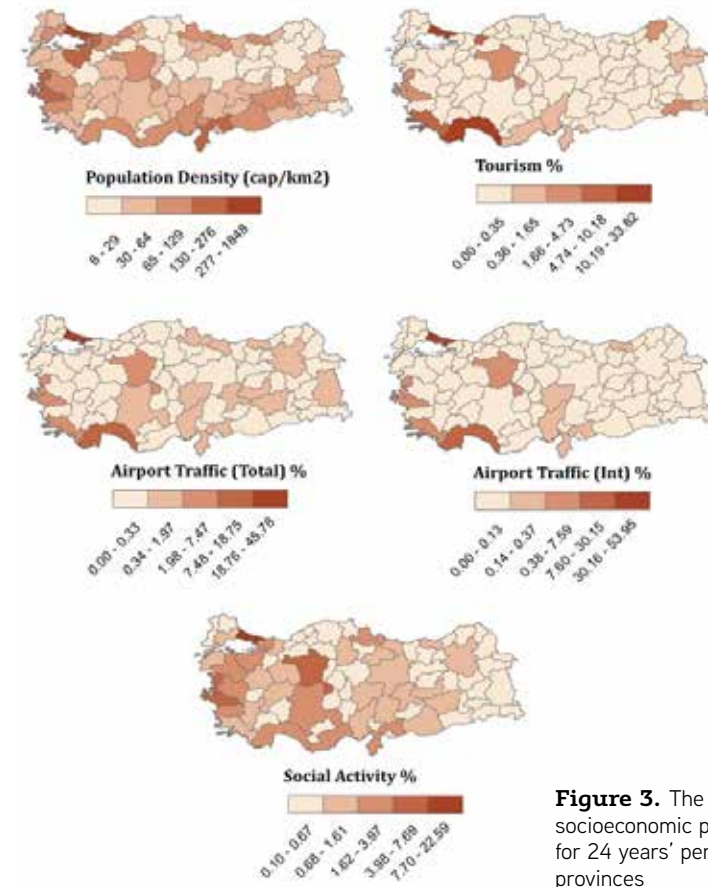 Population Density (cap/km2)
8 - 29
30 - 64
65 - 129
130 - 276
277 - 1848
Tourism %
0.00 - 0.35
0.36 - 1.65
1.66 - 4.73
4.74 - 10.18
10.19 - 33.62
Airport Traffic (Total) %
0.00 - 0.33
0.34 - 1.97
1.98 - 7.47
7.48 - 18.75
18.76 - 45.76
Airport Traffic (Int) %
0.00 - 0.13
0.14 - 0.37
0.38 - 7.59
7.60 - 30.15
30.16 - 53.95
Social Activity %
0.10 - 0.67
0.68 - 1.61
1.62 - 3.97
3.98 - 7.69
7.70 - 22.59
Figure 3. The
socioeconomic p
for 24 years’ per
provinces